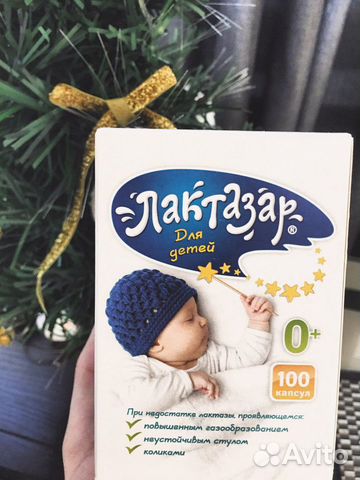 Лактазар®
Для
детей
0+
100
капсул
При недостатке лактазы, проявляющемся:
повышенным газообразованием
неустойчивым стулом
коликами
Avito